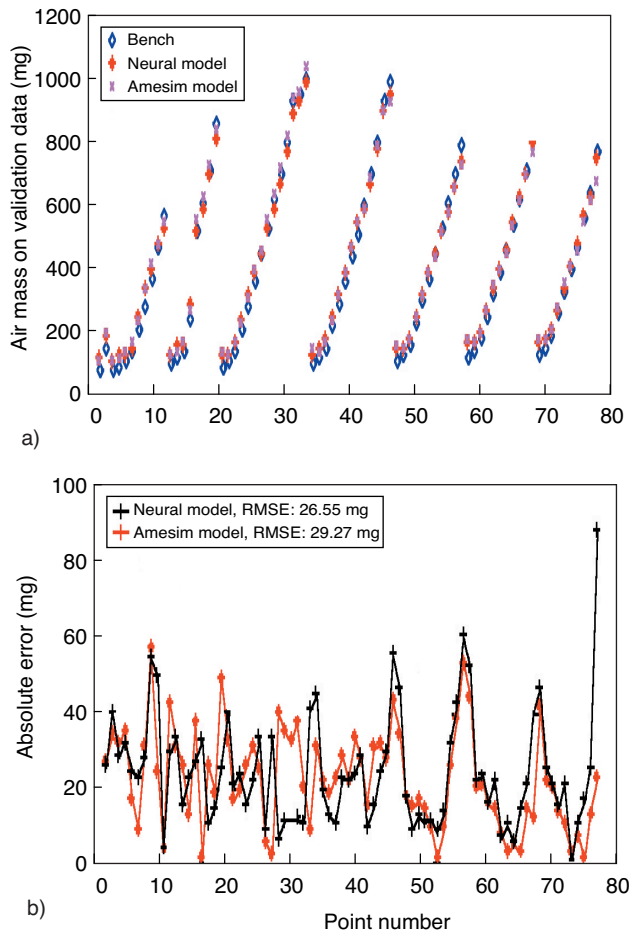 1200
1000
800
600
400
200
0
Air mass on validation data (mg)
Bench
Neural model
Amesim model
0 10 20 30 40 50 60 70 80
a)
100
80
60
40
20
0
Absolute error (mg)
Neural model, RMSE: 26.55 mg
Amesim model, RMSE: 29.27 mg
0 10 20 30 40 50 60 70 80
b)
Point number